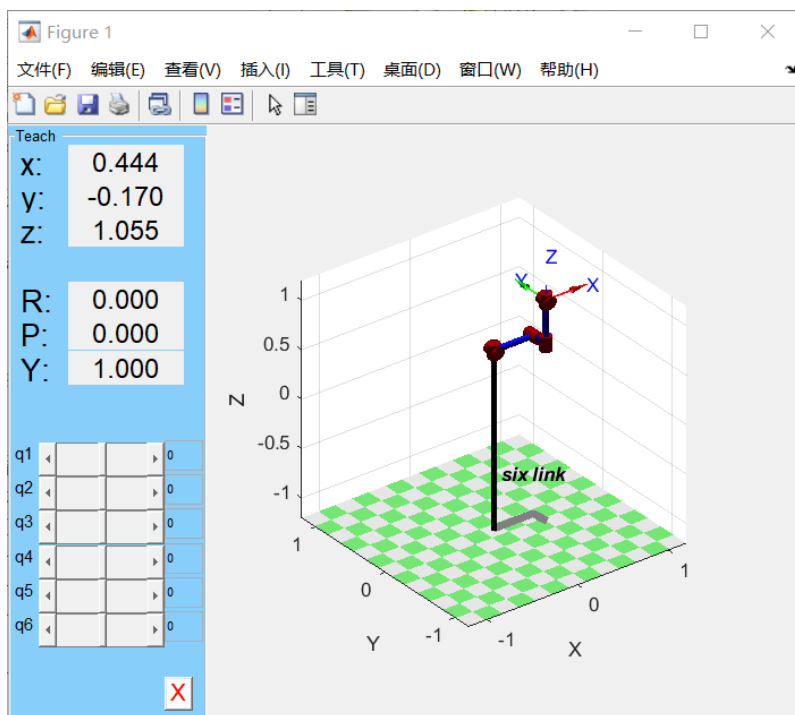 Figure 1
文件(F) 编辑(E) 查看(V) 插入(I) 工具(T) 桌面(D) 窗口(W) 帮助(H)
Teach
x: 0.444
y: -0.170
z: 1.055
R: 0.000
P: 0.000
Y: 1.000
q1 0
q2 0
q3 0
q4 0
q5 0
q6 0
X
Z
Y
X
1
0.5
0
-0.5
-1
Z
six link
1
0
-1
Y
-1
0
1
X